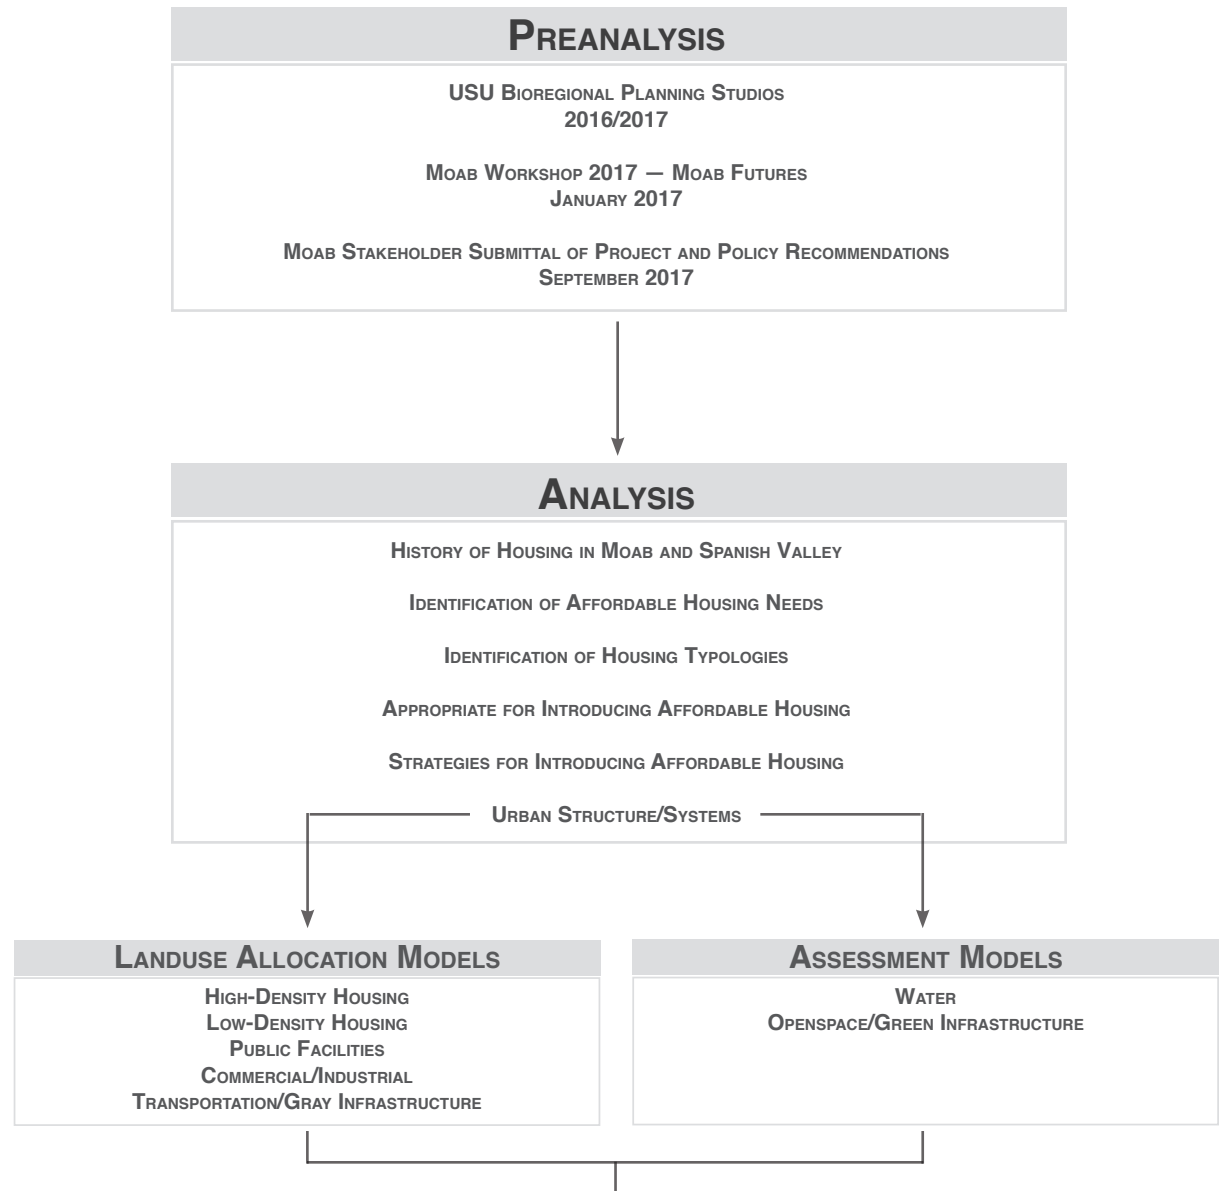 Preanalysis
USU Bioregional Planning Studios
2016/2017
Moab Workshop 2017 — Moab Futures
January 2017
Moab Stakeholder Submittal of Project and Policy Recommendations
September 2017
Analysis
History of Housing in Moab and Spanish Valley
Identification of Affordable Housing Needs
Identification of Housing Typologies
Appropriate for Introducing Affordable Housing
Strategies for Introducing Affordable Housing
Urban Structure/Systems
Landuse Allocation Models
High-Density Housing
Low-Density Housing
Public Facilities
Commercial/Industrial
Transportation/Gray Infrastructure
Assessment Models
Water
Openspace/Green Infrastructure